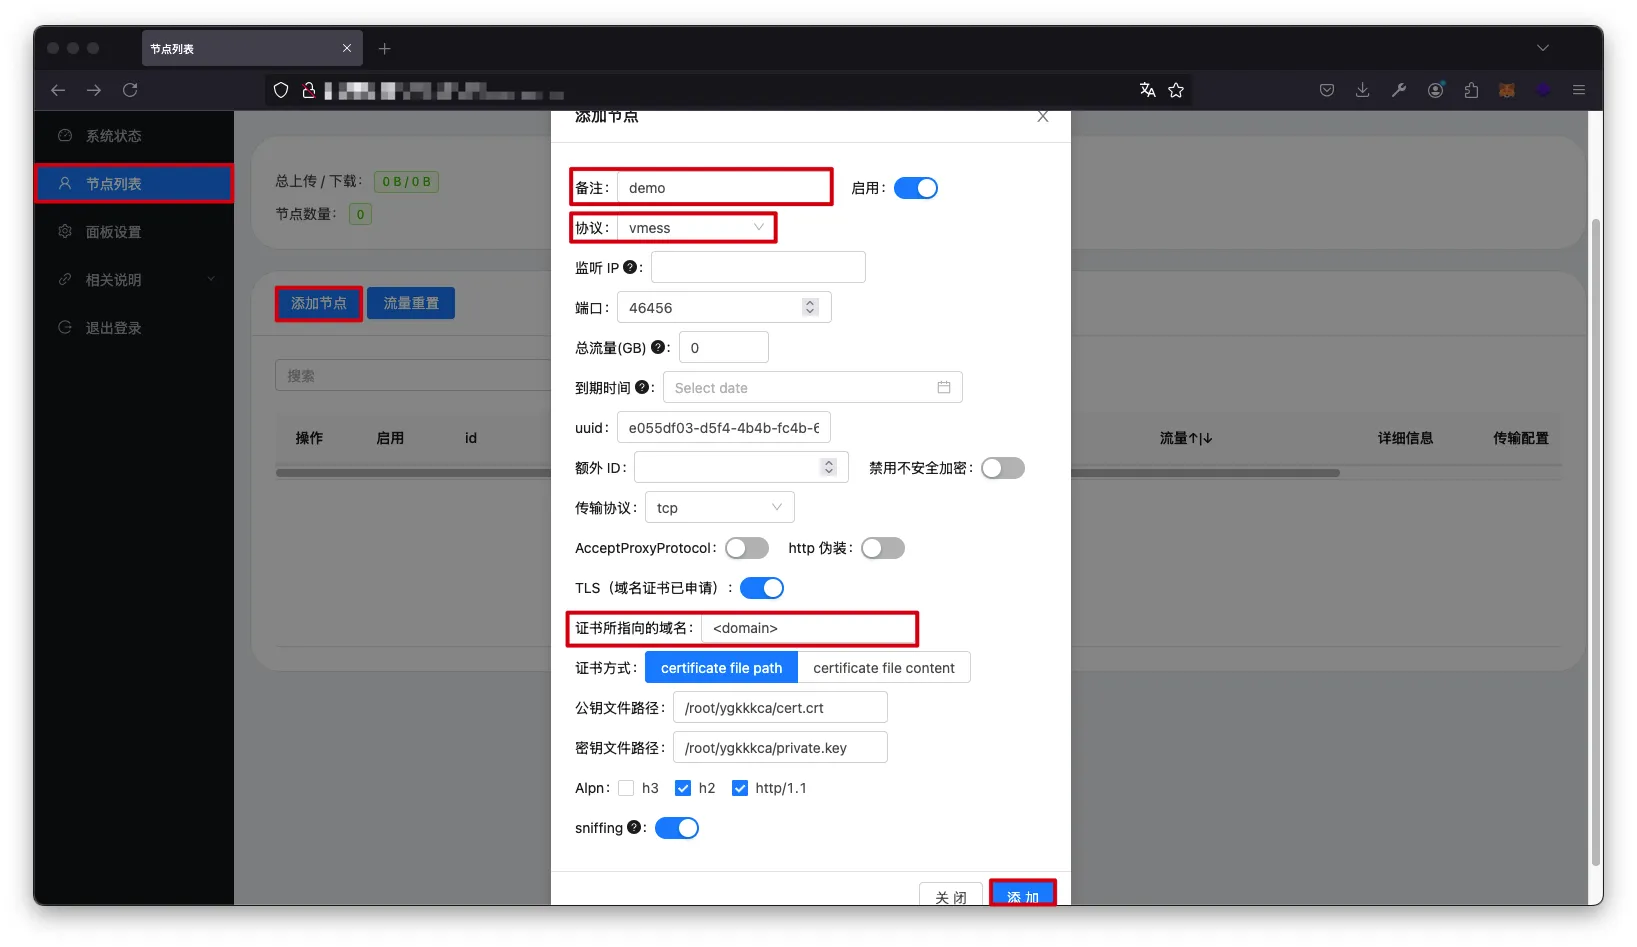 节点列表
系统状态
节点列表
面板设置
相关说明
退出登录
总上传 / 下载： 0 B / 0 B
节点数量： 0
添加节点 流量重置
搜索
操作 启用 id 流量↑|↓ 详细信息 传输配置
添加节点
备注： demo 启用：
协议： vmess
监听 IP ?：
端口： 46456
总流量(GB) ?： 0
到期时间 ?： Select date
uuid： e055df03-d5f4-4b4b-fc4b-6
额外 ID： 禁用不安全加密：
传输协议： tcp
AcceptProxyProtocol： http 伪装：
TLS（域名证书已申请）：
证书所指向的域名： <domain>
证书方式： certificate file path certificate file content
公钥文件路径： /root/ygkkkca/cert.crt
密钥文件路径： /root/ygkkkca/private.key
Alpn： h3 h2 http/1.1
sniffing ?：
关 闭 添 加